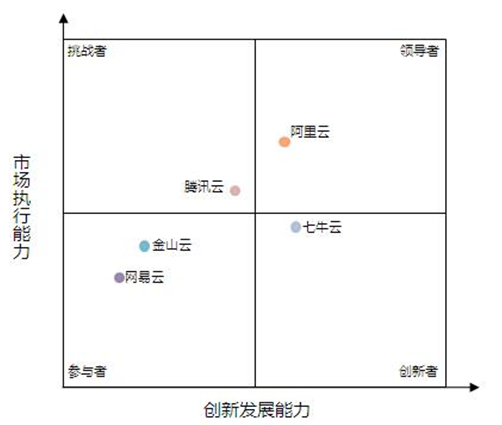 挑战者
领导者
阿里云
腾讯云
市场执行能力
七牛云
金山云
网易云
参与者
创新者
创新发展能力